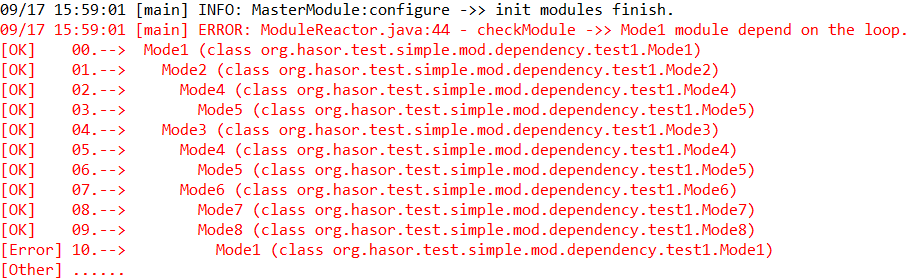 09/17 15:59:01 [main] INFO: MasterModule:configure ->> init modules finish.
09/17 15:59:01 [main] ERROR: ModuleReactor.java:44 - checkModule ->> Mode1 module depend on the loop.
[OK]    00.-->  Mode1 (class org.hasor.test.simple.mod.dependency.test1.Mode1)
[OK]    01.-->    Mode2 (class org.hasor.test.simple.mod.dependency.test1.Mode2)
[OK]    02.-->      Mode4 (class org.hasor.test.simple.mod.dependency.test1.Mode4)
[OK]    03.-->        Mode5 (class org.hasor.test.simple.mod.dependency.test1.Mode5)
[OK]    04.-->    Mode3 (class org.hasor.test.simple.mod.dependency.test1.Mode3)
[OK]    05.-->      Mode4 (class org.hasor.test.simple.mod.dependency.test1.Mode4)
[OK]    06.-->        Mode5 (class org.hasor.test.simple.mod.dependency.test1.Mode5)
[OK]    07.-->      Mode6 (class org.hasor.test.simple.mod.dependency.test1.Mode6)
[OK]    08.-->        Mode7 (class org.hasor.test.simple.mod.dependency.test1.Mode7)
[OK]    09.-->        Mode8 (class org.hasor.test.simple.mod.dependency.test1.Mode8)
[Error] 10.-->          Mode1 (class org.hasor.test.simple.mod.dependency.test1.Mode1)
[Other] ......